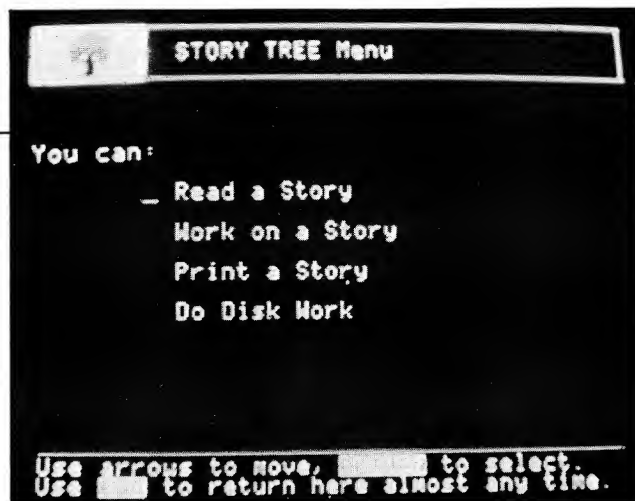 STORY TREE Menu
You can:
Read a Story
Work on a Story
Print a Story
Do Disk Work
Use arrows to move, to select.
Use to return here almost any time.